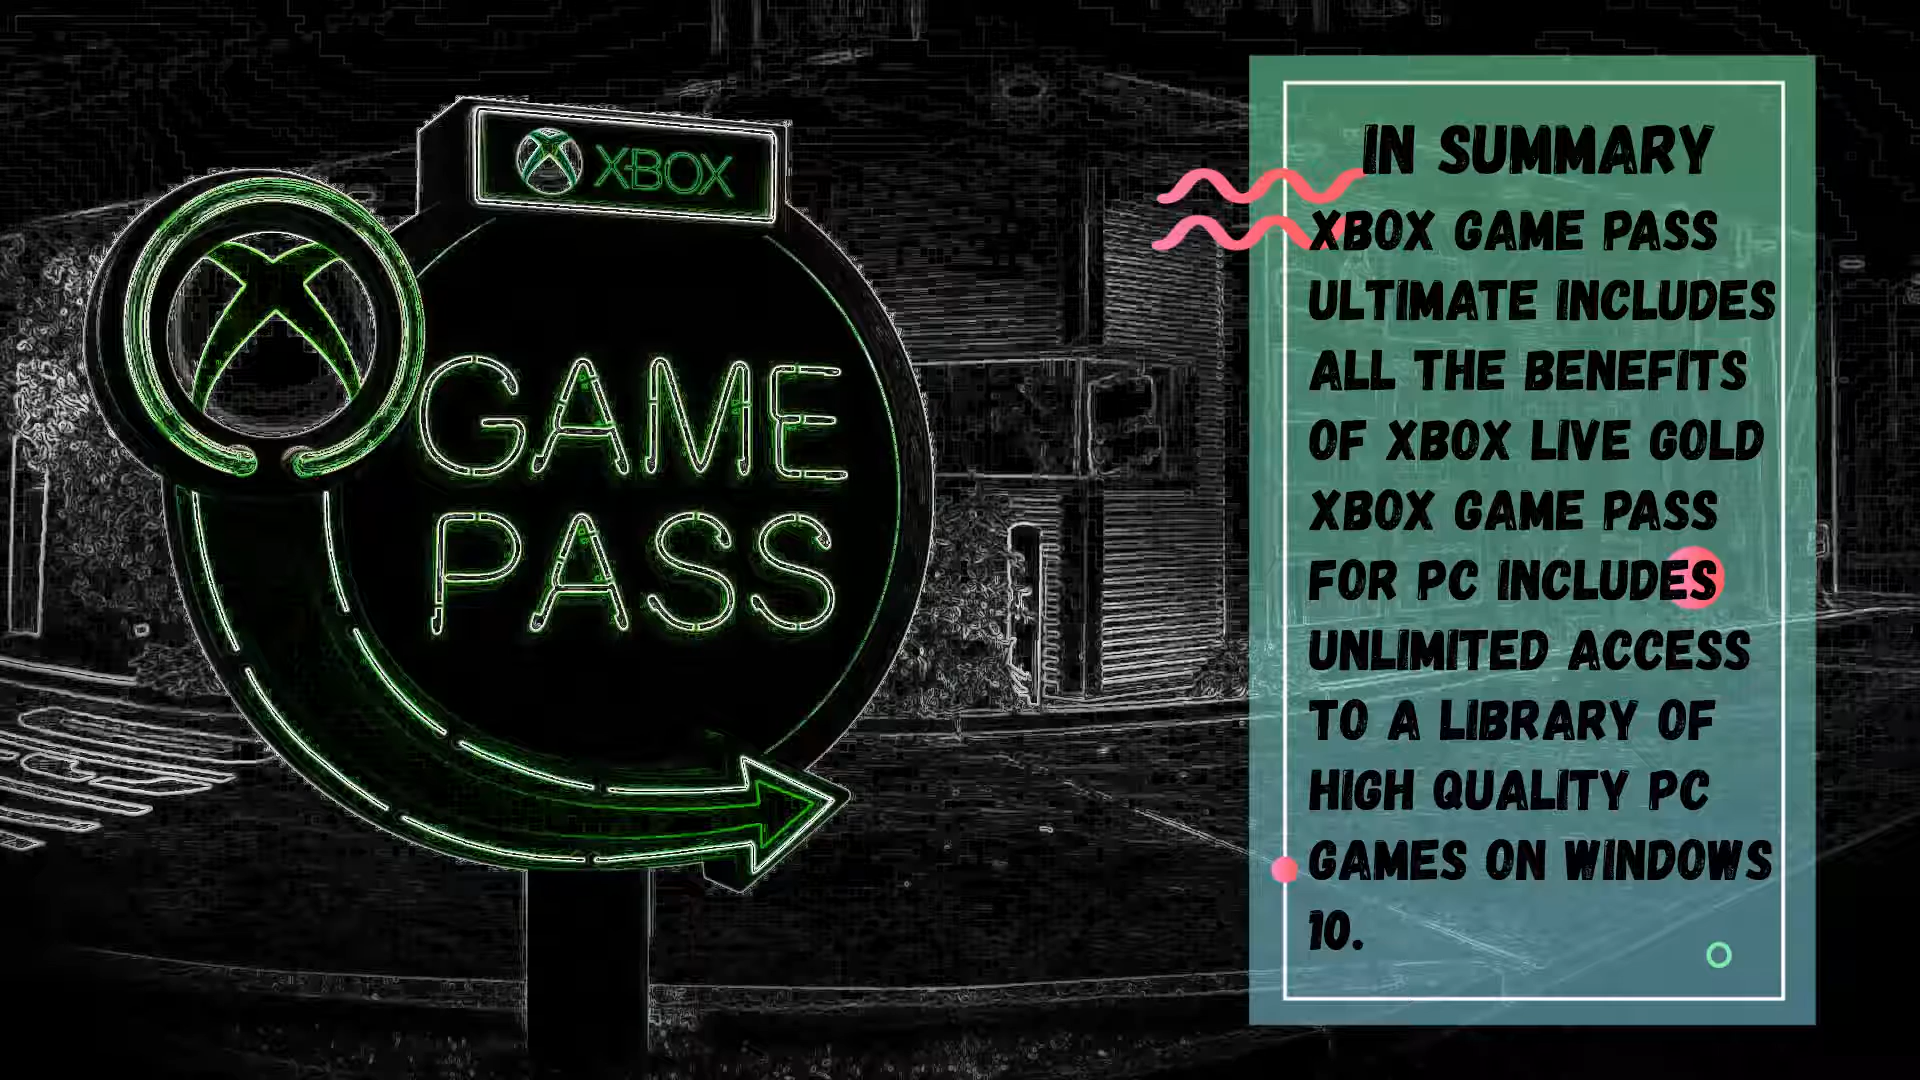 XBOX
GAME
PASS
IN SUMMARY
XBOX GAME PASS
ULTIMATE INCLUDES
ALL THE BENEFITS
OF XBOX LIVE GOLD
XBOX GAME PASS
FOR PC INCLUDES
UNLIMITED ACCESS
TO A LIBRARY OF
HIGH QUALITY PC
GAMES ON WINDOWS
10.